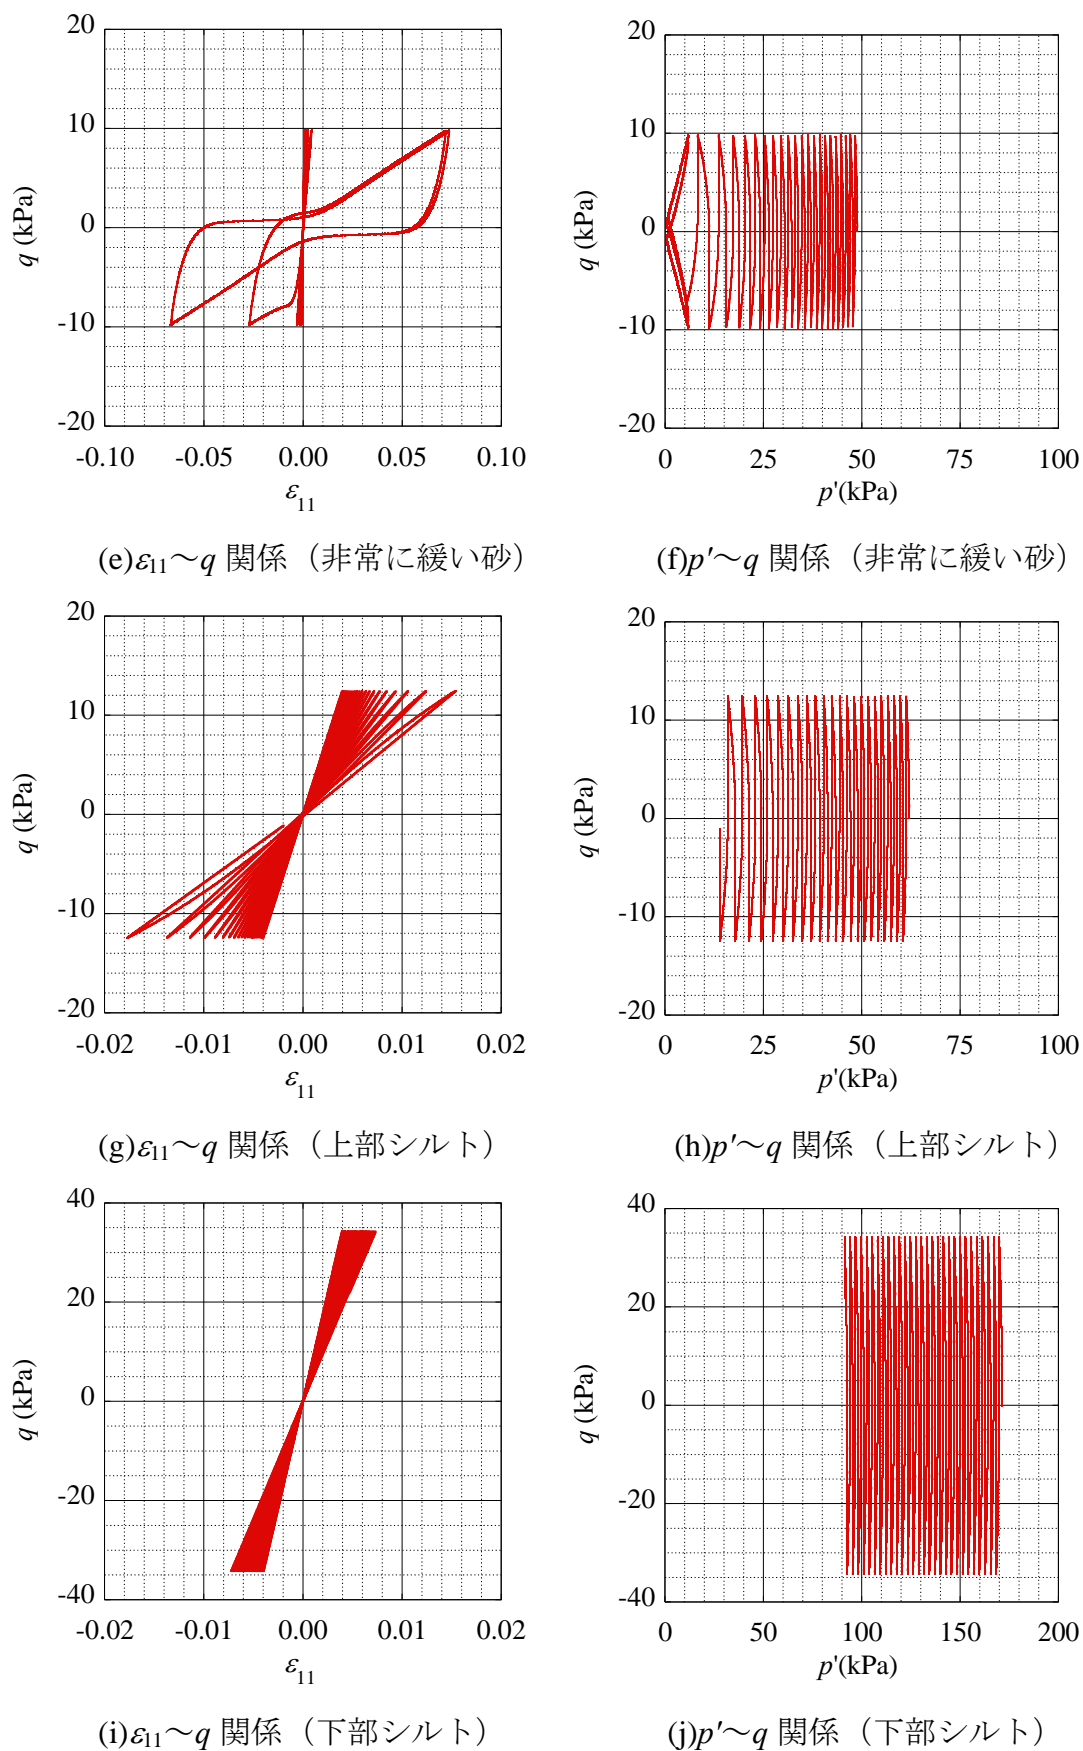 20
10
0
-10
-20
q (kPa)
-0.10 -0.05 0.00 0.05 0.10
ε11
20
10
0
-10
-20
q (kPa)
0 25 50 75 100
p'(kPa)
(e)ε11～q 関係（非常に緩い砂）
(f)p'～q 関係（非常に緩い砂）
20
10
0
-10
-20
q (kPa)
-0.02 -0.01 0.00 0.01 0.02
ε11
20
10
0
-10
-20
q (kPa)
0 25 50 75 100
p'(kPa)
(g)ε11～q 関係（上部シルト）
(h)p'～q 関係（上部シルト）
40
20
0
-20
-40
q (kPa)
-0.02 -0.01 0.00 0.01 0.02
ε11
40
20
0
-20
-40
q (kPa)
0 50 100 150 200
p'(kPa)
(i)ε11～q 関係（下部シルト）
(j)p'～q 関係（下部シルト）